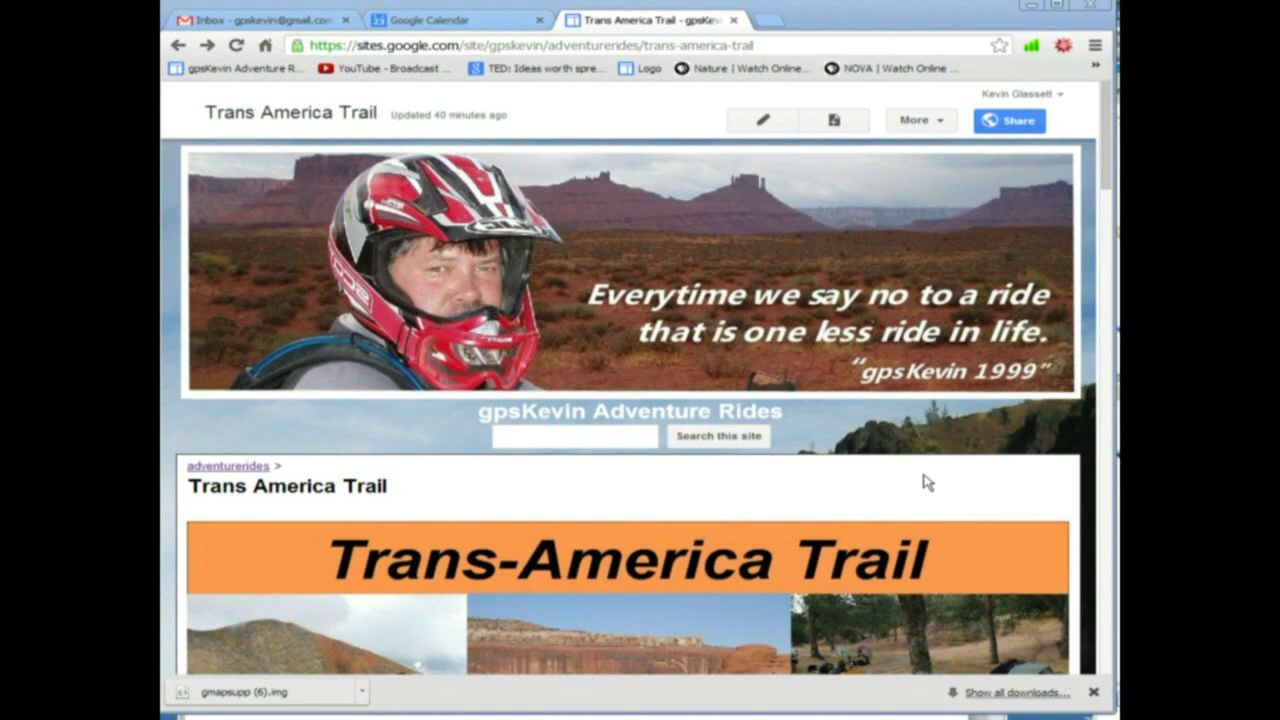 Inbox - gpskevin@gmail.com
Google Calendar
Trans America Trail - gpsKev
https://sites.google.com/site/gpskevin/adventurerides/trans-america-trail
gpsKevin Adventure R...
YouTube - Broadcast ...
TED: Ideas worth spre...
Logo
Nature | Watch Online...
NOVA | Watch Online ...
»
Kevin Glassett
Trans America Trail
Updated 40 minutes ago
More
Share
Everytime we say no to a ride
that is one less ride in life.
"gpsKevin 1999"
gpsKevin Adventure Rides
Search this site
adventurerides >
Trans America Trail
Trans-America Trail
gmapsupp (6).img
Show all downloads...